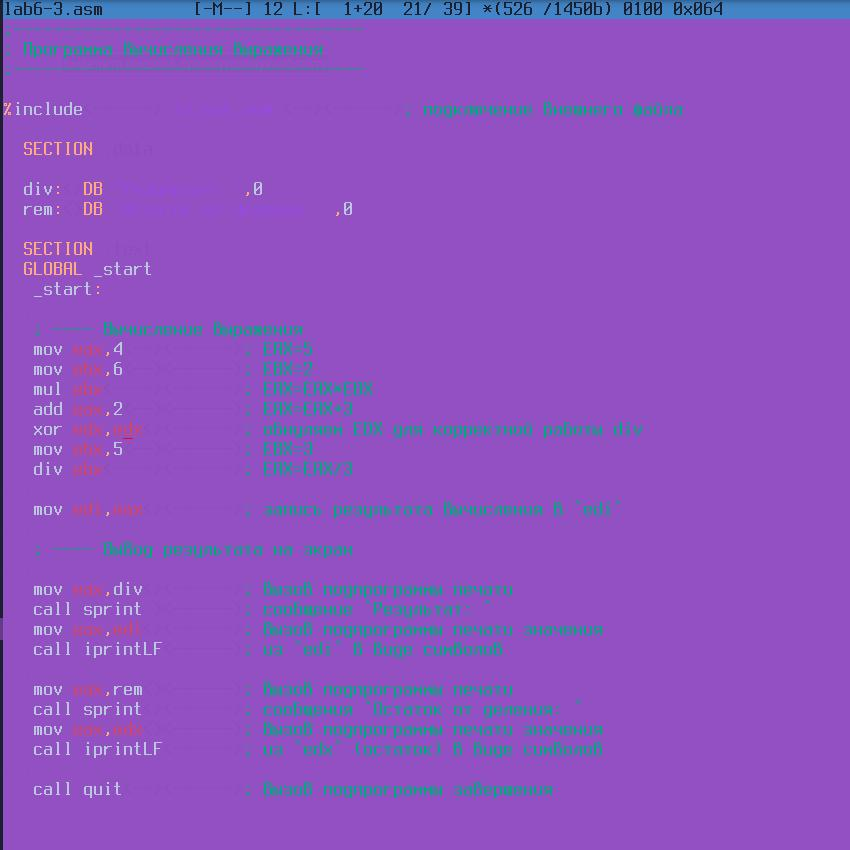 lab6-3.asm [-M--] 12 L:[ 1+20 21/ 39] *(526 /1450b) 0100 0x064
;------------------------------------
; Программа вычисления выражения
;------------------------------------
%include ; подключение внешнего файла
SECTION .data
div: DB ,0
rem: DB ,0
SECTION .text
GLOBAL _start
_start:
; ---- Вычисление выражения
mov eax,4 ; EAX=5
mov ebx,6 ; EBX=2
mul ebx ; EAX=EAX*EBX
add eax,2 ; EAX=EAX+3
xor edx,edx ; обнуляем EDX для корректной работы div
mov ebx,5 ; EBX=3
div ebx ; EAX=EAX/3
mov edi,eax ; запись результата вычисления в 'edi'
; ---- Вывод результата на экран
mov eax,div ; вызов подпрограммы печати
call sprint ; сообщения 'Результат: '
mov eax,edi ; вызов подпрограммы печати значения
call iprintLF ; из 'edi' в виде символов
mov eax,rem ; вызов подпрограммы печати
call sprint ; сообщения 'Остаток от деления: '
mov eax,edx ; вызов подпрограммы печати значения
call iprintLF ; из 'edx' (остаток) в виде символов
call quit ; вызов подпрограммы завершения